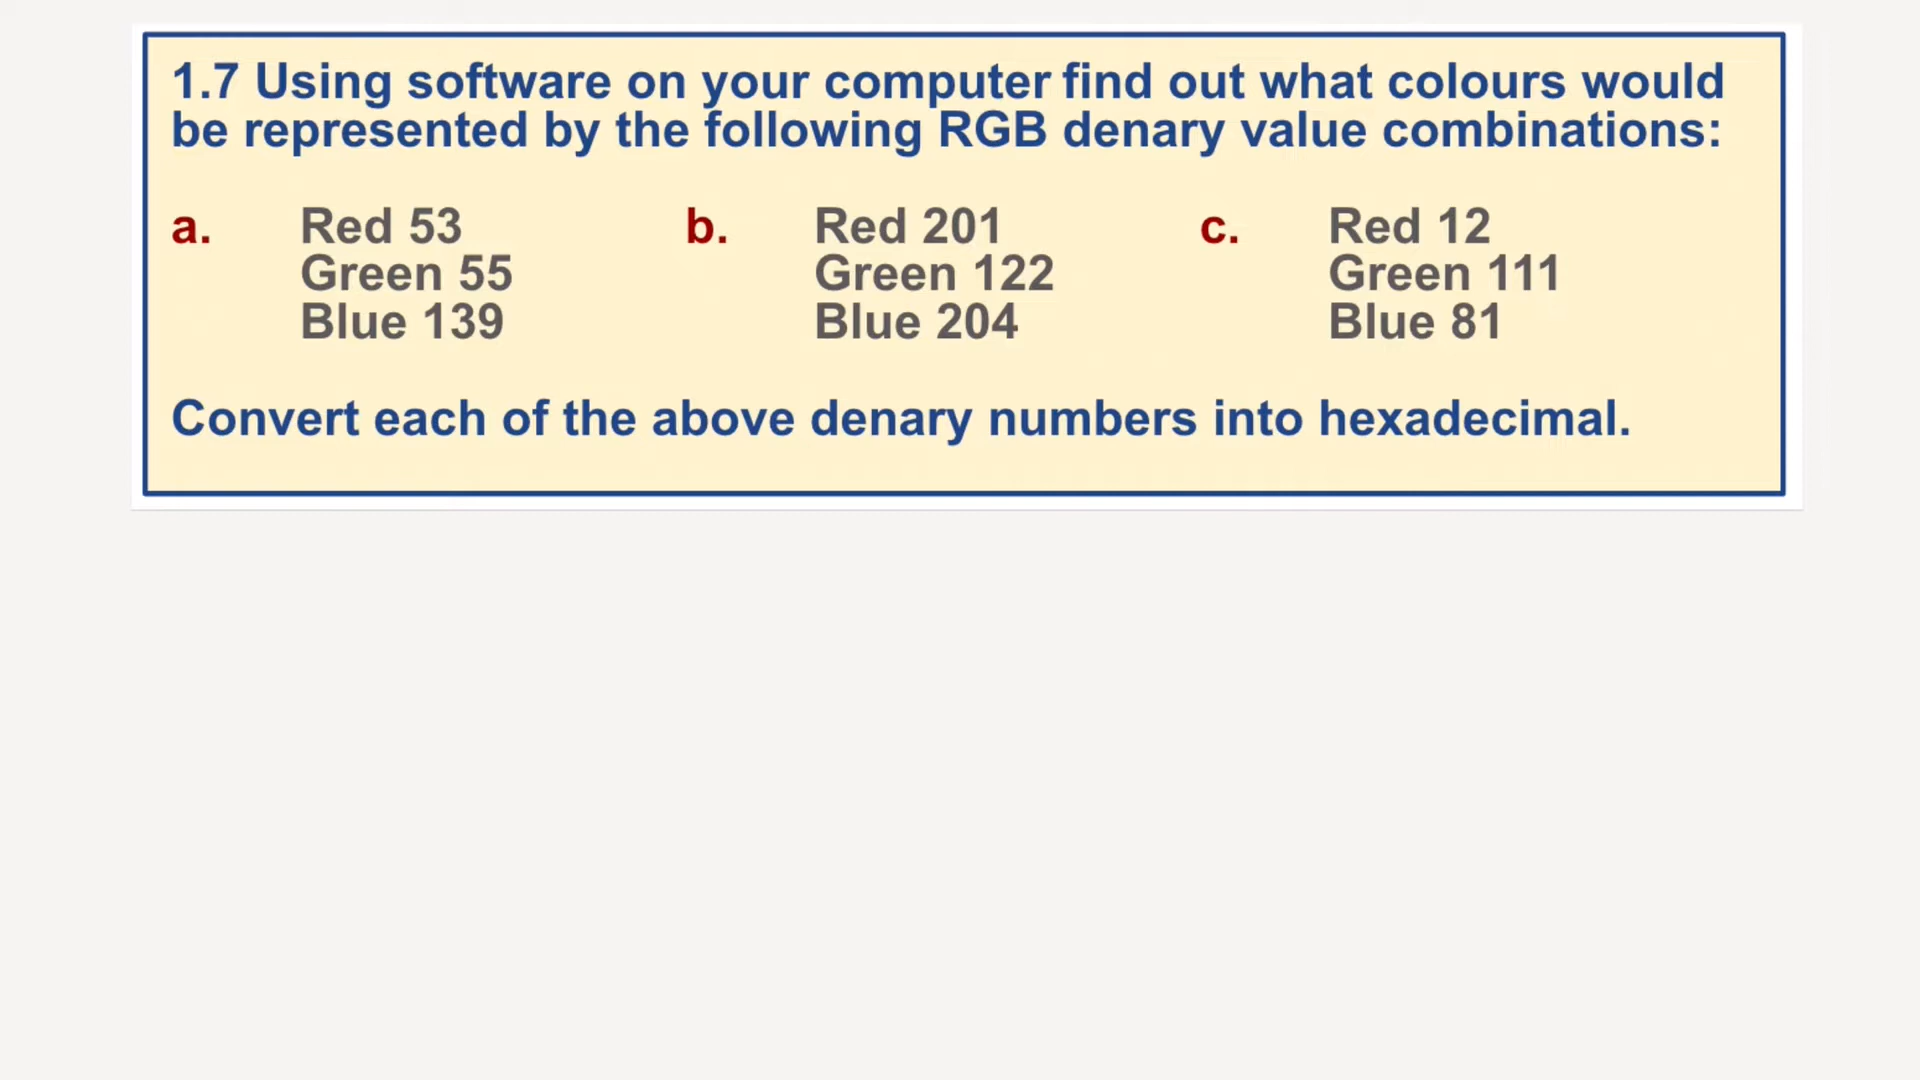 1.7 Using software on your computer find out what colours would
be represented by the following RGB denary value combinations:
a. Red 53 b. Red 201 c. Red 12
Green 55 Green 122 Green 111
Blue 139 Blue 204 Blue 81
Convert each of the above denary numbers into hexadecimal.